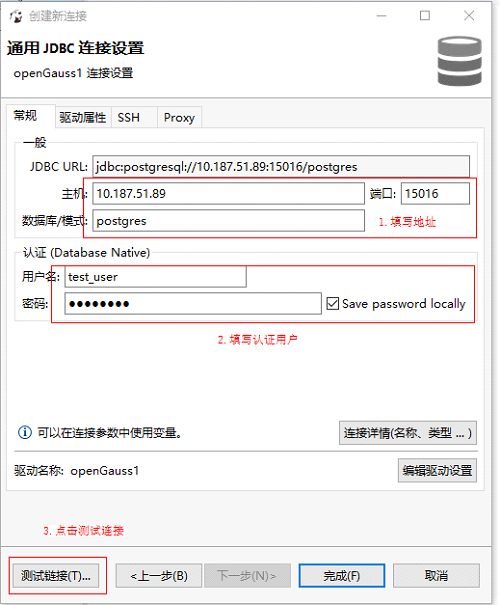 创建新连接
通用 JDBC 连接设置
openGauss1 连接设置
常规 驱动属性 SSH Proxy
一般
JDBC URL: jdbc:postgresql://10.187.51.89:15016/postgres
主机: 10.187.51.89 端口: 15016
数据库/模式: postgres
1. 填写地址
认证 (Database Native)
用户名: test_user
密码: ●●●●●●●● Save password locally
2. 填写认证用户
可以在连接参数中使用变量。 连接详情(名称、类型 ... )
驱动名称: openGauss1 编辑驱动设置
3. 点击测试连接
测试链接(T)... <上一步(B) 下一步(N)> 完成(F) 取消